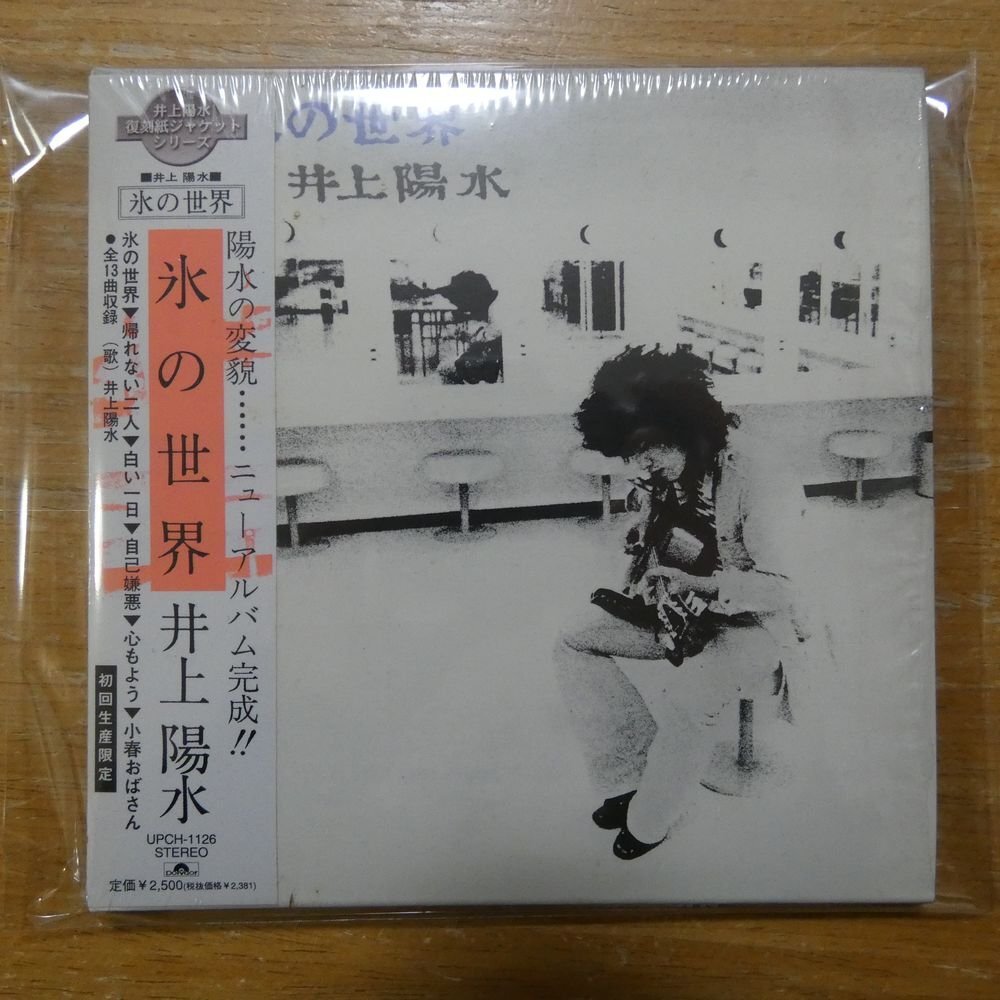 井上陽水
復刻紙ジャケット
シリーズ
■井上 陽水■
氷の世界
陽水の変貌……ニューアルバム完成!!
氷の世界 井上陽水
氷の世界▼帰れない二人▼白い一日▼自己嫌悪▼心もよう▼小春おばさん
●全13曲収録 (歌)井上陽水
初回生産限定
UPCH-1126
STEREO
Polydor
定価¥2,500(税抜価格¥2,381)
の世界
井上陽水